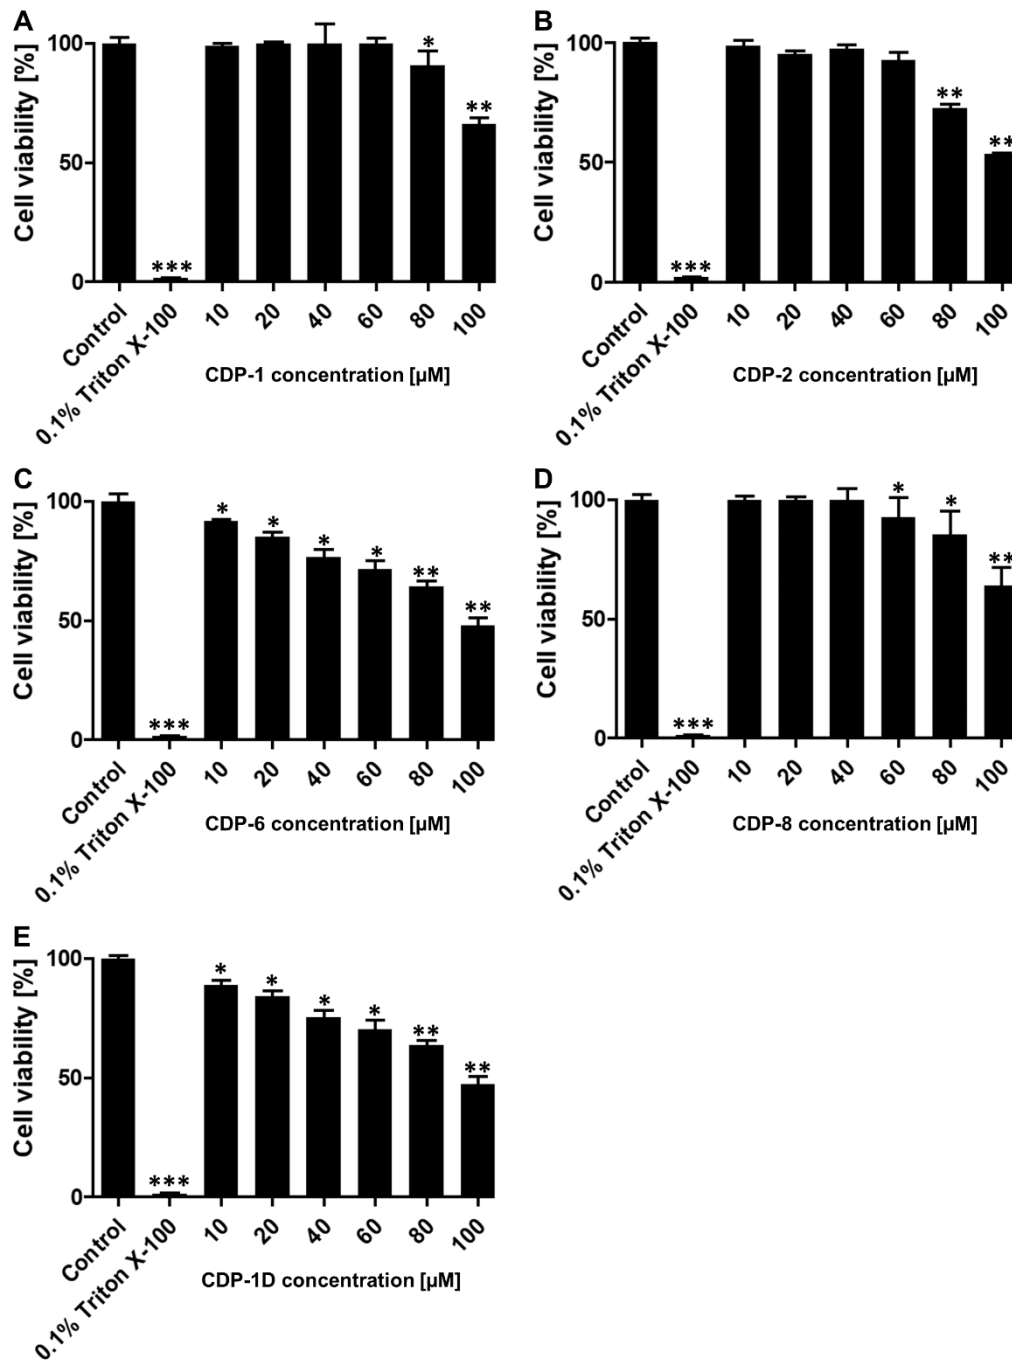 A
Cell viability [%]
100
50
0
***
*
**
Control
0.1% Triton X-100
10
20
40
60
80
100
CDP-1 concentration [µM]
B
Cell viability [%]
100
50
0
***
**
**
Control
0.1% Triton X-100
10
20
40
60
80
100
CDP-2 concentration [µM]
C
Cell viability [%]
100
50
0
***
*
*
*
*
**
**
Control
0.1% Triton X-100
10
20
40
60
80
100
CDP-6 concentration [µM]
D
Cell viability [%]
100
50
0
***
*
*
**
Control
0.1% Triton X-100
10
20
40
60
80
100
CDP-8 concentration [µM]
E
Cell viability [%]
100
50
0
***
*
*
*
*
**
**
Control
0.1% Triton X-100
10
20
40
60
80
100
CDP-1D concentration [µM]